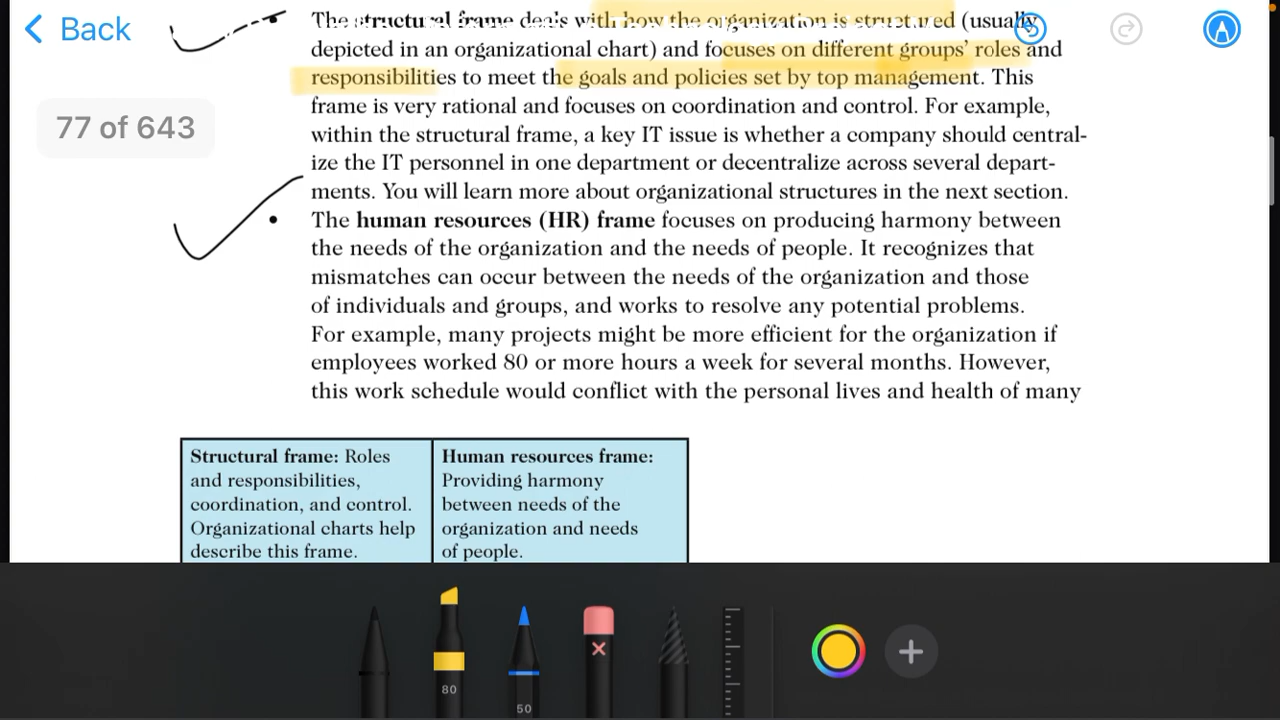 Back
The structural frame deals with how the organization is structured (usually
depicted in an organizational chart) and focuses on different groups' roles and
responsibilities to meet the goals and policies set by top management. This
77 of 643
frame is very rational and focuses on coordination and control. For example,
within the structural frame, a key IT issue is whether a company should central-
ize the IT personnel in one department or decentralize across several depart-
ments. You will learn more about organizational structures in the next section.
• The human resources (HR) frame focuses on producing harmony between
the needs of the organization and the needs of people. It recognizes that
mismatches can occur between the needs of the organization and those
of individuals and groups, and works to resolve any potential problems.
For example, many projects might be more efficient for the organization if
employees worked 80 or more hours a week for several months. However,
this work schedule would conflict with the personal lives and health of many
Structural frame: Roles
and responsibilities,
coordination, and control.
Organizational charts help
describe this frame.
Human resources frame:
Providing harmony
between needs of the
organization and needs
of people.
80
50